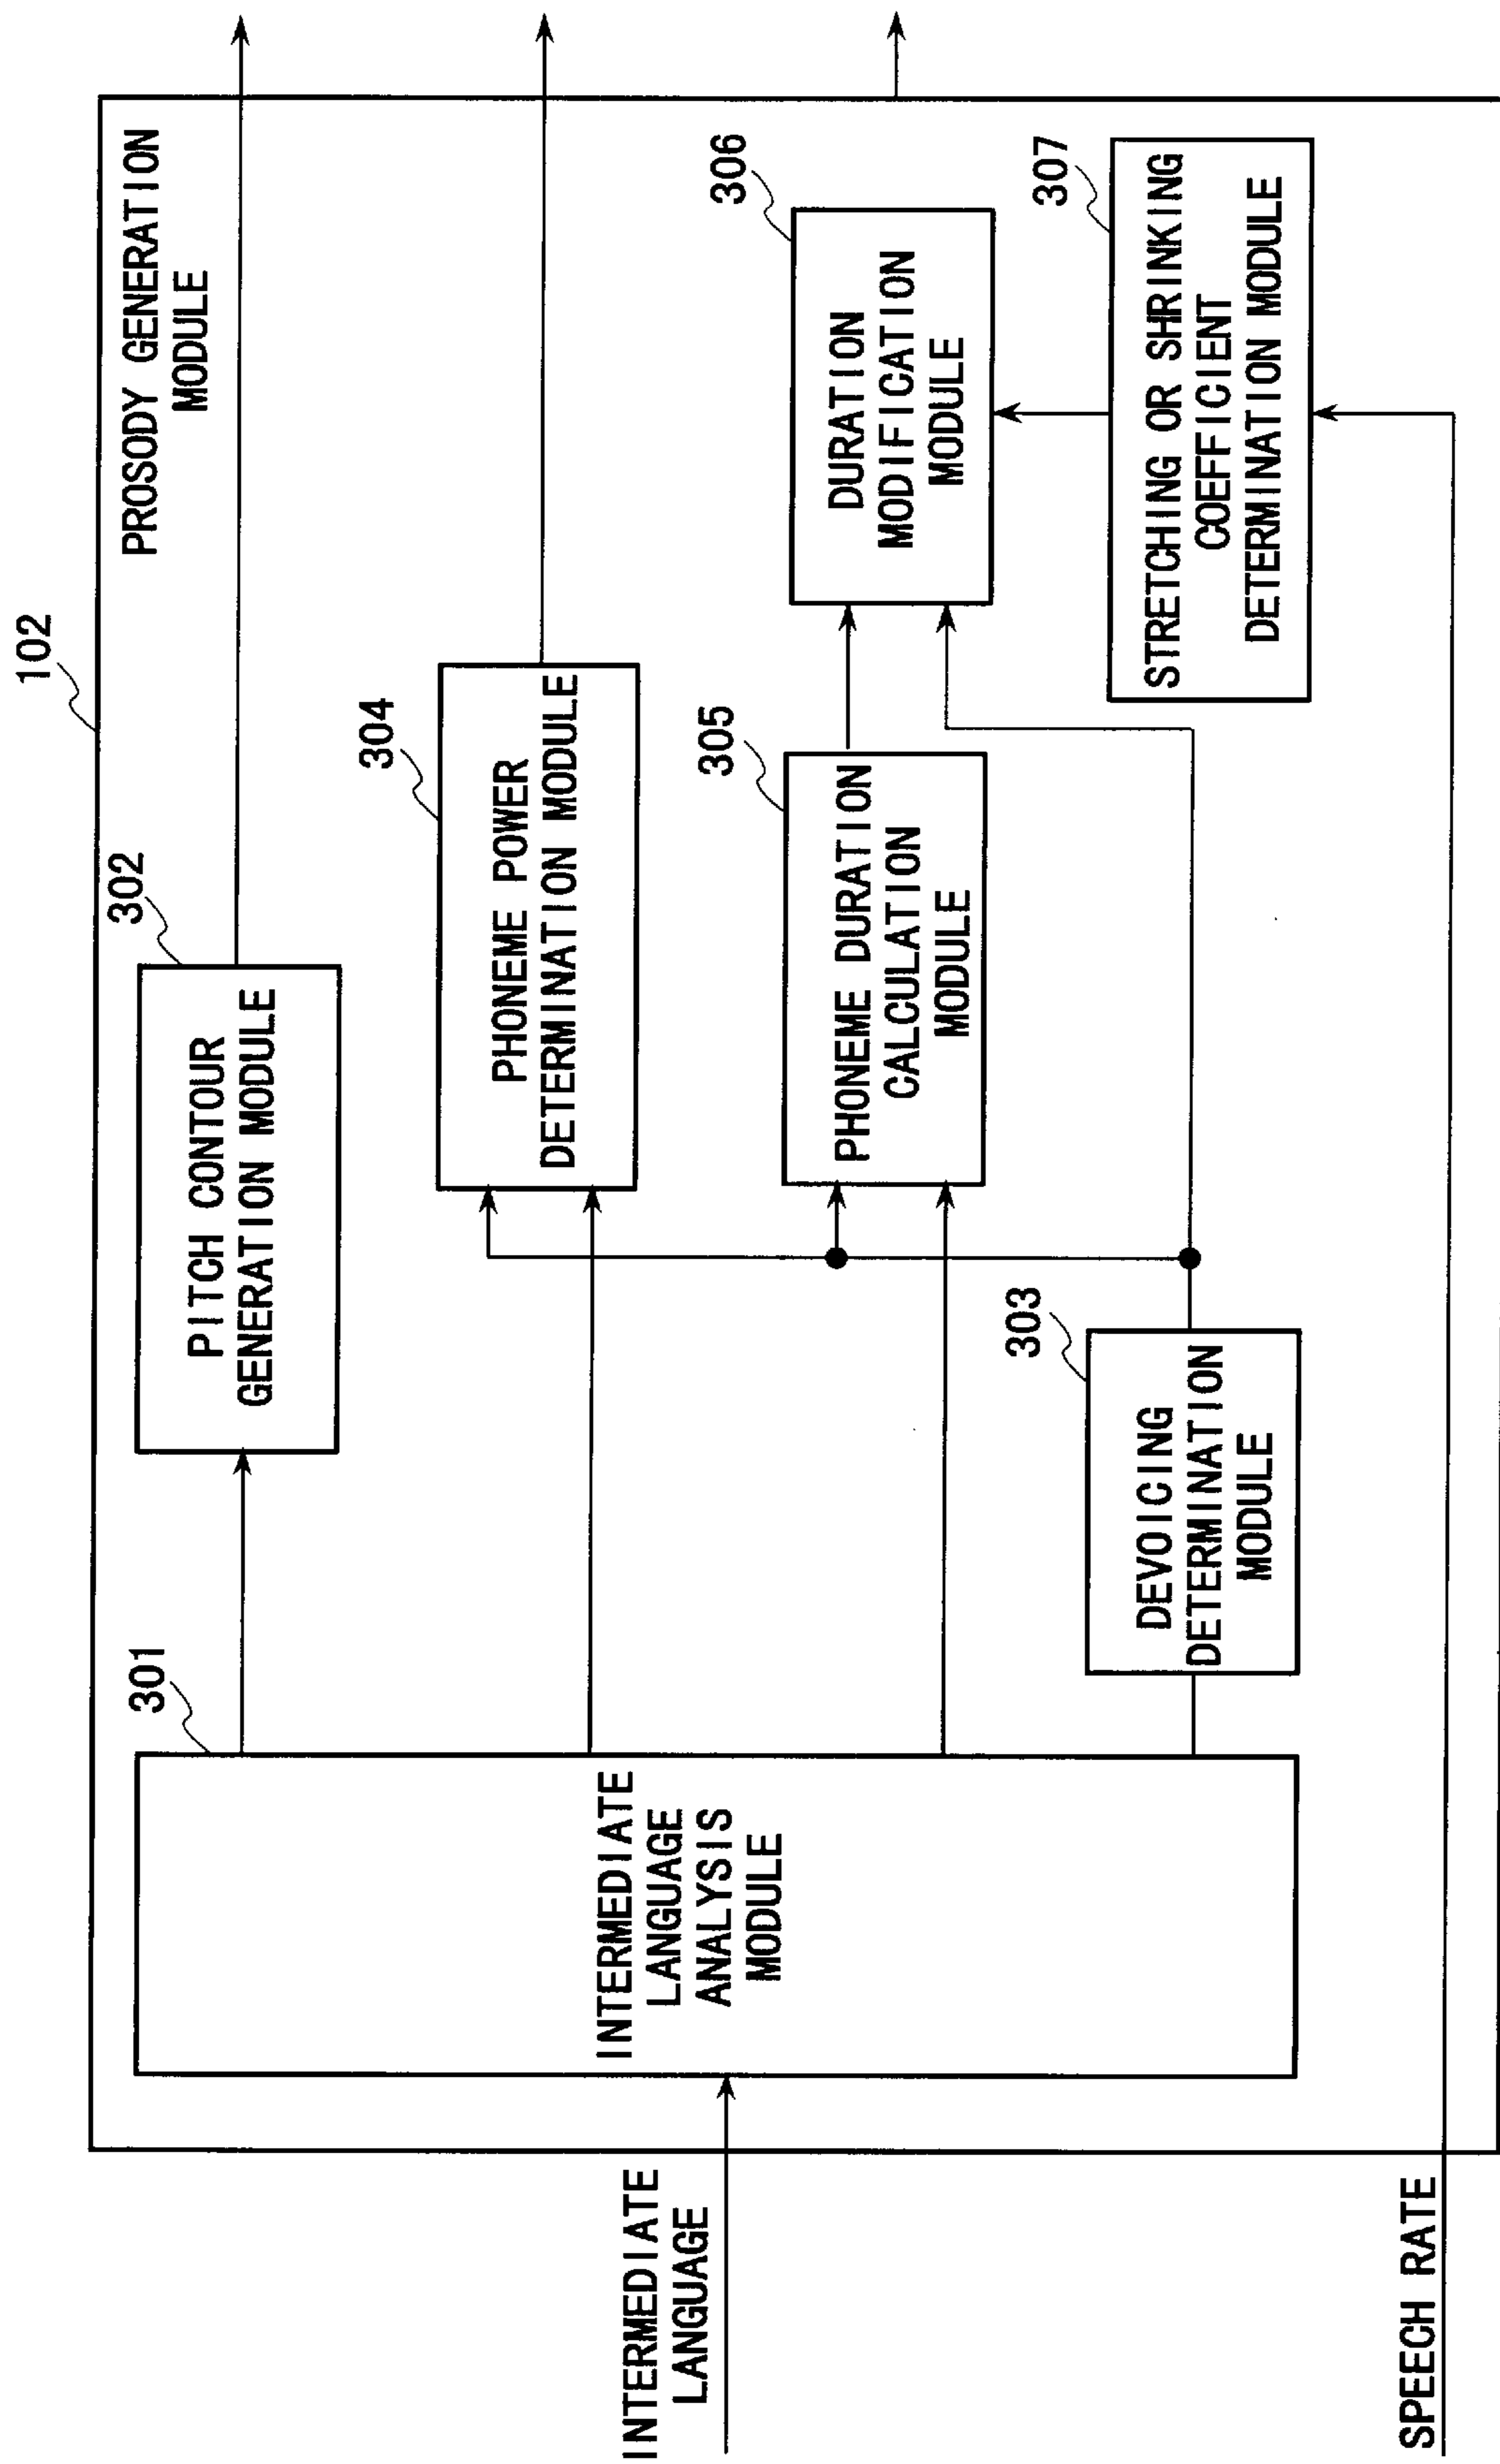 102
PROSODY GENERATION
MODULE
301
302
PITCH CONTOUR
GENERATION MODULE
304
PHONEME POWER
DETERMINATION MODULE
INTERMEDIATE
LANGUAGE
INTERMEDIATE
LANGUAGE
ANALYSIS
MODULE
305
PHONEME DURATION
CALCULATION
MODULE
306
DURATION
MODIFICATION
MODULE
303
DEVOICING
DETERMINATION
MODULE
307
STRETCHING OR SHRINKING
COEFFICIENT
DETERMINATION MODULE
SPEECH RATE